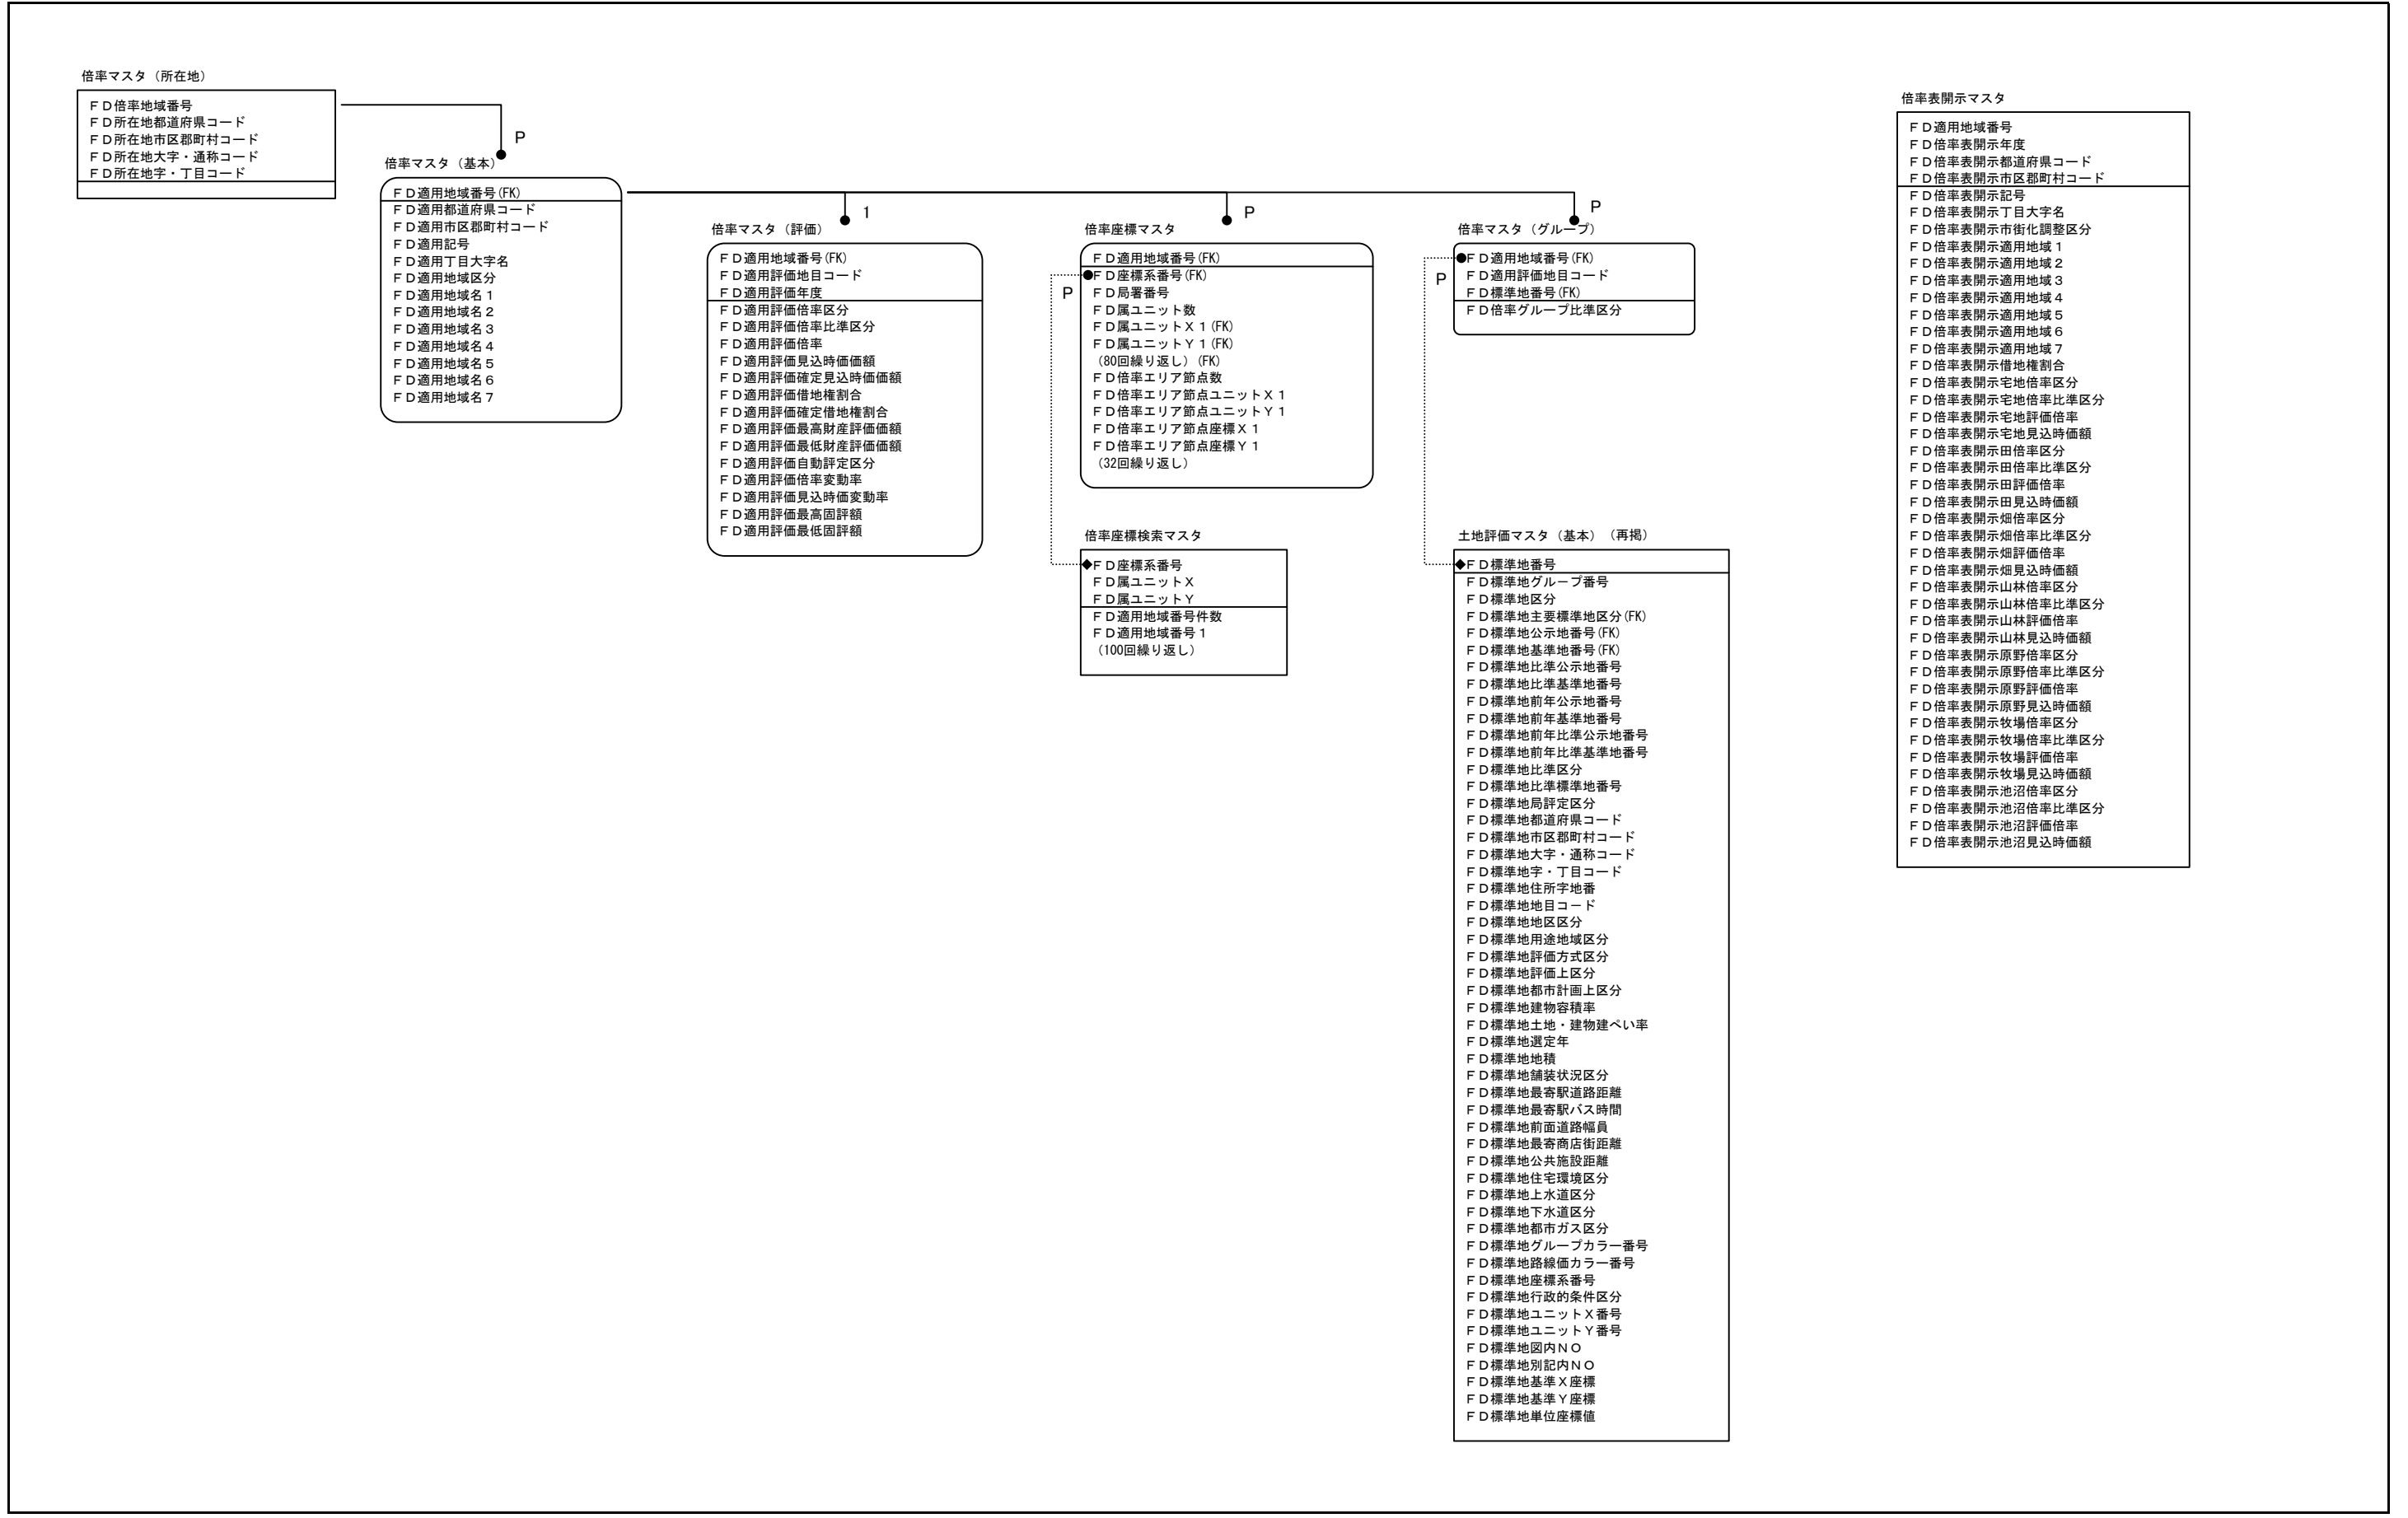 倍率マスタ（所在地）
ＦＤ倍率地域番号
ＦＤ所在地都道府県コード
ＦＤ所在地市区郡町村コード
ＦＤ所在地大字・通称コード
ＦＤ所在地字・丁目コード
P
倍率マスタ（基本）
ＦＤ適用地域番号(FK)
ＦＤ適用都道府県コード
ＦＤ適用市区郡町村コード
ＦＤ適用記号
ＦＤ適用丁目大字名
ＦＤ適用地域区分
ＦＤ適用地域名１
ＦＤ適用地域名２
ＦＤ適用地域名３
ＦＤ適用地域名４
ＦＤ適用地域名５
ＦＤ適用地域名６
ＦＤ適用地域名７
1
倍率マスタ（評価）
ＦＤ適用地域番号(FK)
ＦＤ適用評価地目コード
ＦＤ適用評価年度
ＦＤ適用評価倍率区分
ＦＤ適用評価倍率比準区分
ＦＤ適用評価倍率
ＦＤ適用評価見込時価価額
ＦＤ適用評価確定見込時価価額
ＦＤ適用評価借地権割合
ＦＤ適用評価確定借地権割合
ＦＤ適用評価最高財産評価価額
ＦＤ適用評価最低財産評価価額
ＦＤ適用評価自動評定区分
ＦＤ適用評価倍率変動率
ＦＤ適用評価見込時価変動率
ＦＤ適用評価最高固評額
ＦＤ適用評価最低固評額
P
倍率座標マスタ
ＦＤ適用地域番号(FK)
ＦＤ座標系番号(FK)
ＦＤ局署番号
ＦＤ属ユニット数
ＦＤ属ユニットＸ１(FK)
ＦＤ属ユニットＹ１(FK)
（80回繰り返し）(FK)
ＦＤ倍率エリア節点数
ＦＤ倍率エリア節点ユニットＸ１
ＦＤ倍率エリア節点ユニットＹ１
ＦＤ倍率エリア節点座標Ｘ１
ＦＤ倍率エリア節点座標Ｙ１
（32回繰り返し）
P
倍率座標検索マスタ
ＦＤ座標系番号
ＦＤ属ユニットＸ
ＦＤ属ユニットＹ
ＦＤ適用地域番号件数
ＦＤ適用地域番号１
（100回繰り返し）
P
倍率マスタ（グループ）
ＦＤ適用地域番号(FK)
ＦＤ適用評価地目コード
ＦＤ標準地番号(FK)
ＦＤ倍率グループ比準区分
P
土地評価マスタ（基本）（再掲）
ＦＤ標準地番号
ＦＤ標準地グループ番号
ＦＤ標準地区分
ＦＤ標準地主要標準地区分(FK)
ＦＤ標準地公示地番号(FK)
ＦＤ標準地基準地番号(FK)
ＦＤ標準地比準公示地番号
ＦＤ標準地比準基準地番号
ＦＤ標準地前年公示地番号
ＦＤ標準地前年基準地番号
ＦＤ標準地前年比準公示地番号
ＦＤ標準地前年比準基準地番号
ＦＤ標準地比準区分
ＦＤ標準地比準標準地番号
ＦＤ標準地局評定区分
ＦＤ標準地都道府県コード
ＦＤ標準地市区郡町村コード
ＦＤ標準地大字・通称コード
ＦＤ標準地字・丁目コード
ＦＤ標準地住所字地番
ＦＤ標準地地目コード
ＦＤ標準地地区区分
ＦＤ標準地用途地域区分
ＦＤ標準地評価方式区分
ＦＤ標準地評価上区分
ＦＤ標準地都市計画上区分
ＦＤ標準地建物容積率
ＦＤ標準地土地・建物建ぺい率
ＦＤ標準地選定年
ＦＤ標準地地積
ＦＤ標準地舗装状況区分
ＦＤ標準地最寄駅道路距離
ＦＤ標準地最寄駅バス時間
ＦＤ標準地前面道路幅員
ＦＤ標準地最寄商店街距離
ＦＤ標準地公共施設距離
ＦＤ標準地住宅環境区分
ＦＤ標準地上水道区分
ＦＤ標準地下水道区分
ＦＤ標準地都市ガス区分
ＦＤ標準地グループカラー番号
ＦＤ標準地路線価カラー番号
ＦＤ標準地座標系番号
ＦＤ標準地行政的条件区分
ＦＤ標準地ユニットＸ番号
ＦＤ標準地ユニットＹ番号
ＦＤ標準地図内ＮＯ
ＦＤ標準地別記内ＮＯ
ＦＤ標準地基準Ｘ座標
ＦＤ標準地基準Ｙ座標
ＦＤ標準地単位座標値
倍率表開示マスタ
ＦＤ適用地域番号
ＦＤ倍率表開示年度
ＦＤ倍率表開示都道府県コード
ＦＤ倍率表開示市区郡町村コード
ＦＤ倍率表開示記号
ＦＤ倍率表開示丁目大字名
ＦＤ倍率表開示市街化調整区分
ＦＤ倍率表開示適用地域１
ＦＤ倍率表開示適用地域２
ＦＤ倍率表開示適用地域３
ＦＤ倍率表開示適用地域４
ＦＤ倍率表開示適用地域５
ＦＤ倍率表開示適用地域６
ＦＤ倍率表開示適用地域７
ＦＤ倍率表開示借地権割合
ＦＤ倍率表開示宅地倍率区分
ＦＤ倍率表開示宅地倍率比準区分
ＦＤ倍率表開示宅地評価倍率
ＦＤ倍率表開示宅地見込時価額
ＦＤ倍率表開示田倍率区分
ＦＤ倍率表開示田倍率比準区分
ＦＤ倍率表開示田評価倍率
ＦＤ倍率表開示田見込時価額
ＦＤ倍率表開示畑倍率区分
ＦＤ倍率表開示畑倍率比準区分
ＦＤ倍率表開示畑評価倍率
ＦＤ倍率表開示畑見込時価額
ＦＤ倍率表開示山林倍率区分
ＦＤ倍率表開示山林倍率比準区分
ＦＤ倍率表開示山林評価倍率
ＦＤ倍率表開示山林見込時価額
ＦＤ倍率表開示原野倍率区分
ＦＤ倍率表開示原野倍率比準区分
ＦＤ倍率表開示原野評価倍率
ＦＤ倍率表開示原野見込時価額
ＦＤ倍率表開示牧場倍率区分
ＦＤ倍率表開示牧場倍率比準区分
ＦＤ倍率表開示牧場評価倍率
ＦＤ倍率表開示牧場見込時価額
ＦＤ倍率表開示池沼倍率区分
ＦＤ倍率表開示池沼倍率比準区分
ＦＤ倍率表開示池沼評価倍率
ＦＤ倍率表開示池沼見込時価額